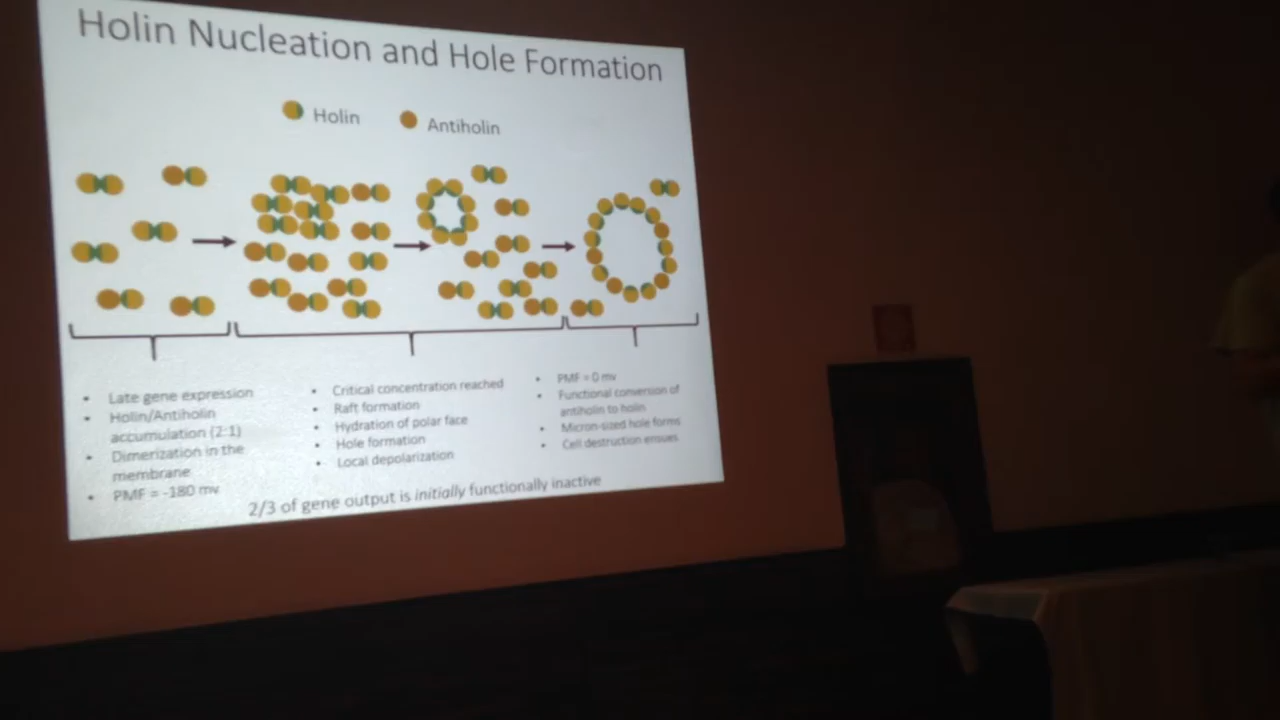 Holin Nucleation and Hole Formation
Holin
Antiholin
• Late gene expression
• Holin/Antiholin
accumulation (2:1)
• Dimerization in the
membrane
• PMF = -180 mv
• Critical concentration reached
• Raft formation
• Hydration of polar face
• Hole formation
• Local depolarization
• PMF = 0 mv
• Functional conversion of
antiholin to holin
• Micron-sized hole forms
• Cell destruction ensues
2/3 of gene output is initially functionally inactive